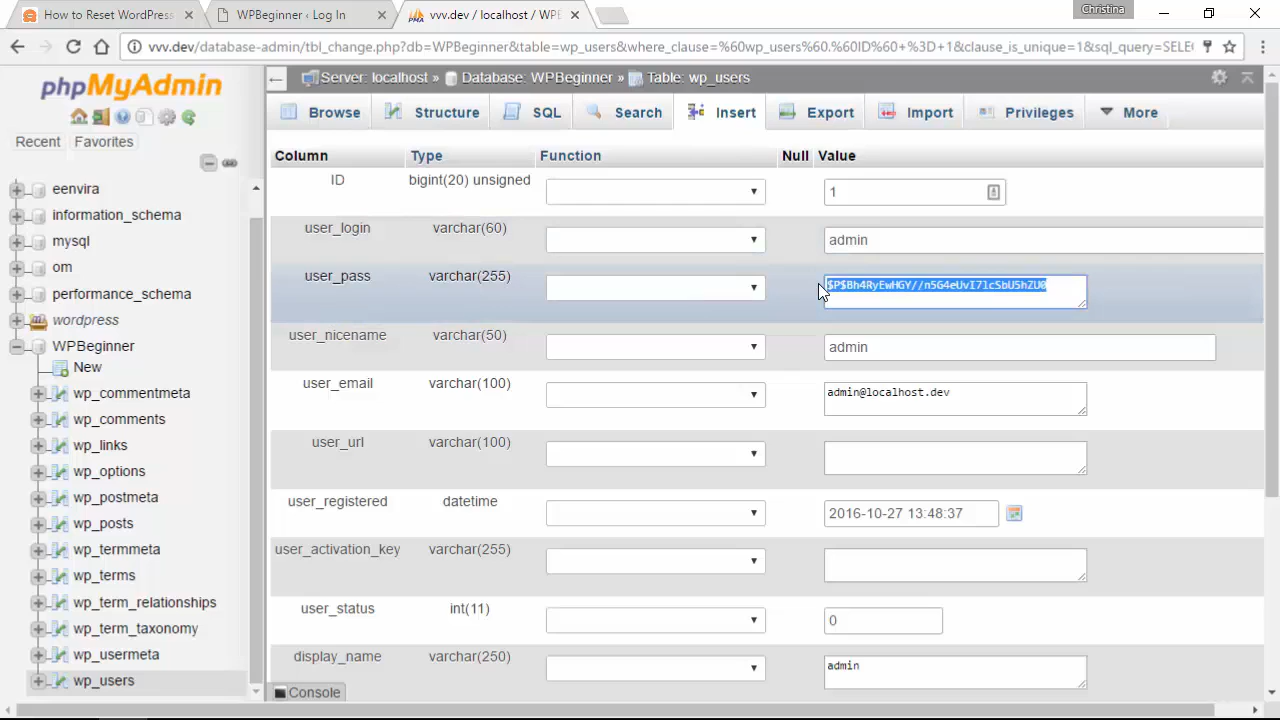 How to Reset WordPress
WPBeginner ‹ Log In
vvv.dev / localhost / WPB
Christina
vvv.dev/database-admin/tbl_change.php?db=WPBeginner&table=wp_users&where_clause=%60wp_users%60.%60ID%60+%3D+1&clause_is_unique=1&sql_query=SELE
phpMyAdmin
Recent Favorites
eenvira
information_schema
mysql
om
performance_schema
wordpress
WPBeginner
New
wp_commentmeta
wp_comments
wp_links
wp_options
wp_postmeta
wp_posts
wp_termmeta
wp_terms
wp_term_relationships
wp_term_taxonomy
wp_usermeta
wp_users
Server: localhost » Database: WPBeginner » Table: wp_users
Browse Structure SQL Search Insert Export Import Privileges More
Column Type Function Null Value
ID bigint(20) unsigned 1
user_login varchar(60) admin
user_pass varchar(255) $P$Bh4RyEwHGY//n5G4eUvI7lcSbU5hZU0
user_nicename varchar(50) admin
user_email varchar(100) admin@localhost.dev
user_url varchar(100)
user_registered datetime 2016-10-27 13:48:37
user_activation_key varchar(255)
user_status int(11) 0
display_name varchar(250) admin
Console